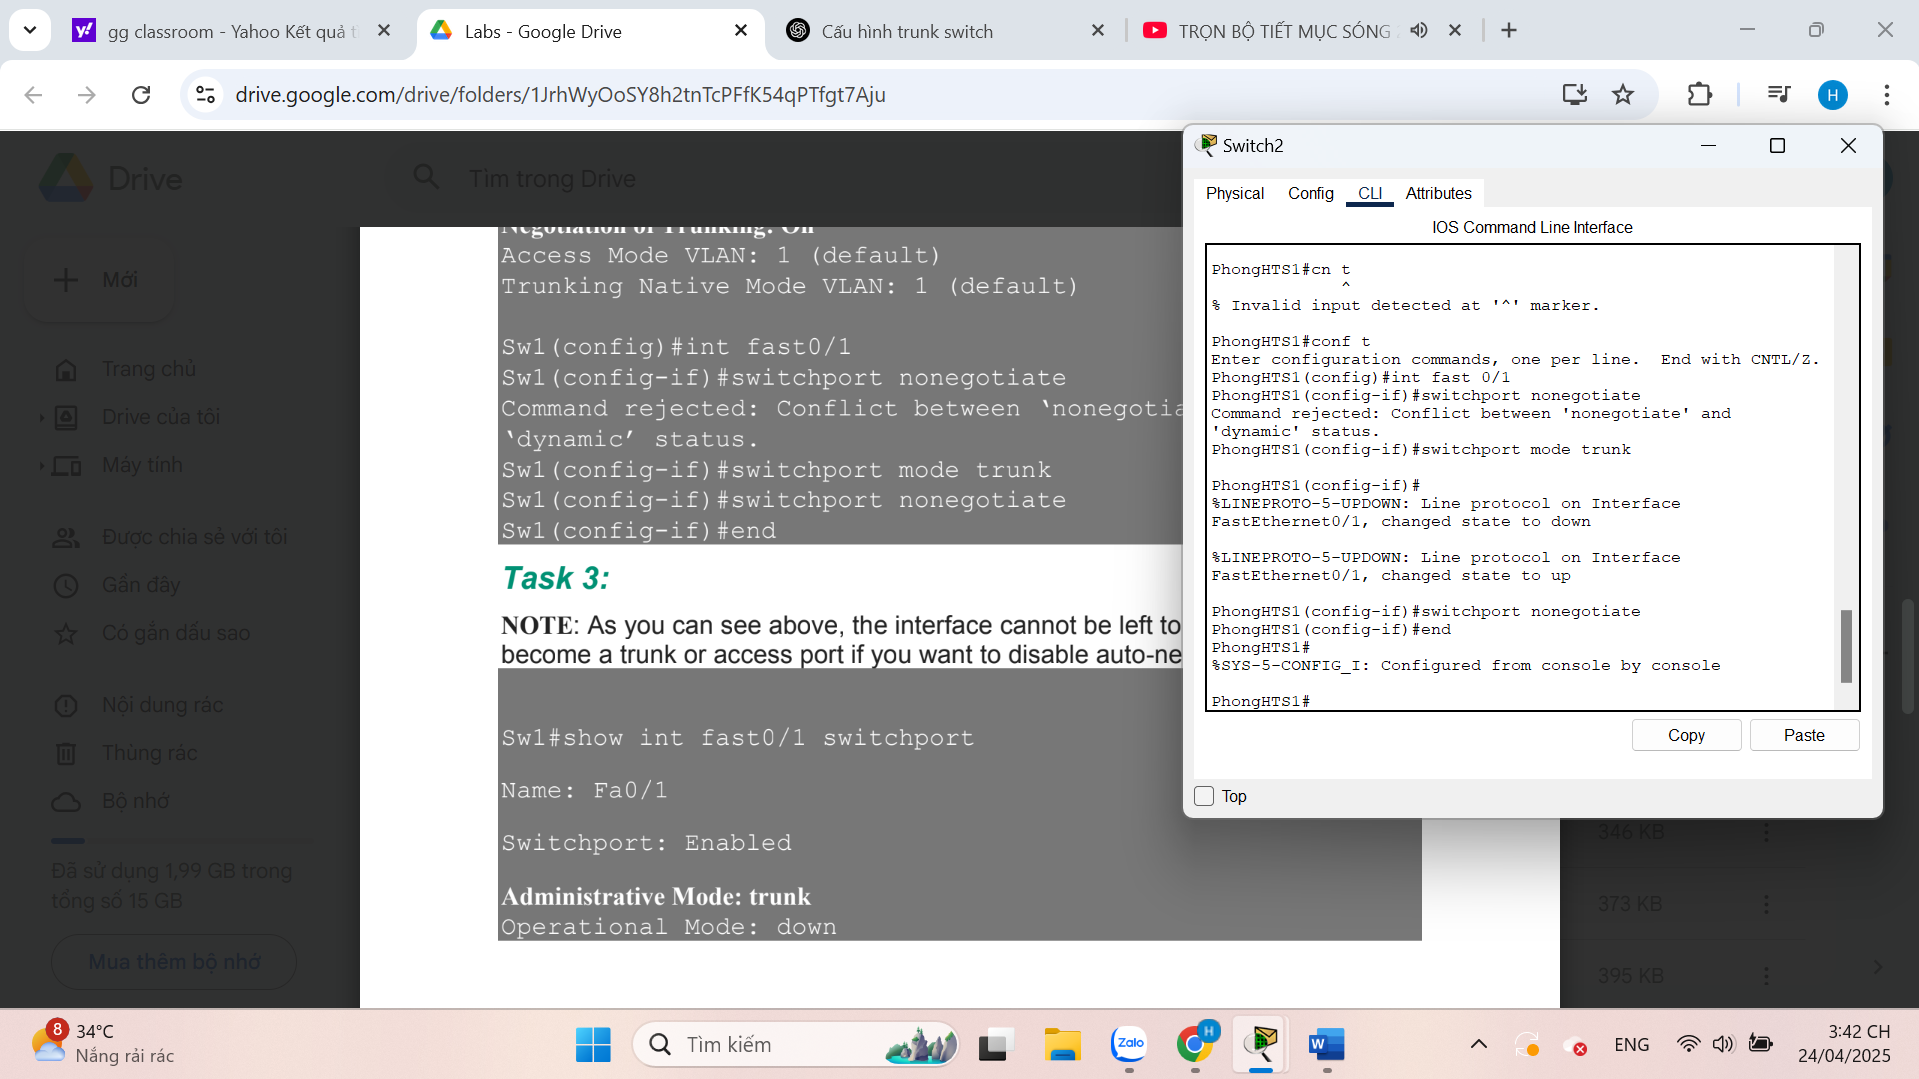 gg classroom - Yahoo Kết quả t
Labs - Google Drive
Cấu hình trunk switch
TRỌN BỘ TIẾT MỤC SÓNG
drive.google.com/drive/folders/1JrhWyOoSY8h2tnTcPFfK54qPTfgt7Aju
H
Drive
Tìm trong Drive
Mới
Trang chủ
Drive của tôi
Máy tính
Được chia sẻ với tôi
Gần đây
Có gắn dấu sao
Nội dung rác
Thùng rác
Bộ nhớ
Đã sử dụng 1,99 GB trong
tổng số 15 GB
Mua thêm bộ nhớ
Negotiation of Trunking: On
Access Mode VLAN: 1 (default)
Trunking Native Mode VLAN: 1 (default)
Sw1(config)#int fast0/1
Sw1(config-if)#switchport nonegotiate
Command rejected: Conflict between ‘nonegotia
‘dynamic’ status.
Sw1(config-if)#switchport mode trunk
Sw1(config-if)#switchport nonegotiate
Sw1(config-if)#end
Task 3:
NOTE: As you can see above, the interface cannot be left to
become a trunk or access port if you want to disable auto-ne
Sw1#show int fast0/1 switchport
Name: Fa0/1
Switchport: Enabled
Administrative Mode: trunk
Operational Mode: down
Switch2
Physical Config CLI Attributes
IOS Command Line Interface
PhongHTS1#cn t
^
% Invalid input detected at '^' marker.
PhongHTS1#conf t
Enter configuration commands, one per line. End with CNTL/Z.
PhongHTS1(config)#int fast 0/1
PhongHTS1(config-if)#switchport nonegotiate
Command rejected: Conflict between 'nonegotiate' and
'dynamic' status.
PhongHTS1(config-if)#switchport mode trunk
PhongHTS1(config-if)#
%LINEPROTO-5-UPDOWN: Line protocol on Interface
FastEthernet0/1, changed state to down
%LINEPROTO-5-UPDOWN: Line protocol on Interface
FastEthernet0/1, changed state to up
PhongHTS1(config-if)#switchport nonegotiate
PhongHTS1(config-if)#end
PhongHTS1#
%SYS-5-CONFIG_I: Configured from console by console
PhongHTS1#
Copy Paste
Top
346 KB
373 KB
395 KB
8
34°C
Nắng rải rác
Tìm kiếm
Zalo
H
W
ENG
3:42 CH
24/04/2025